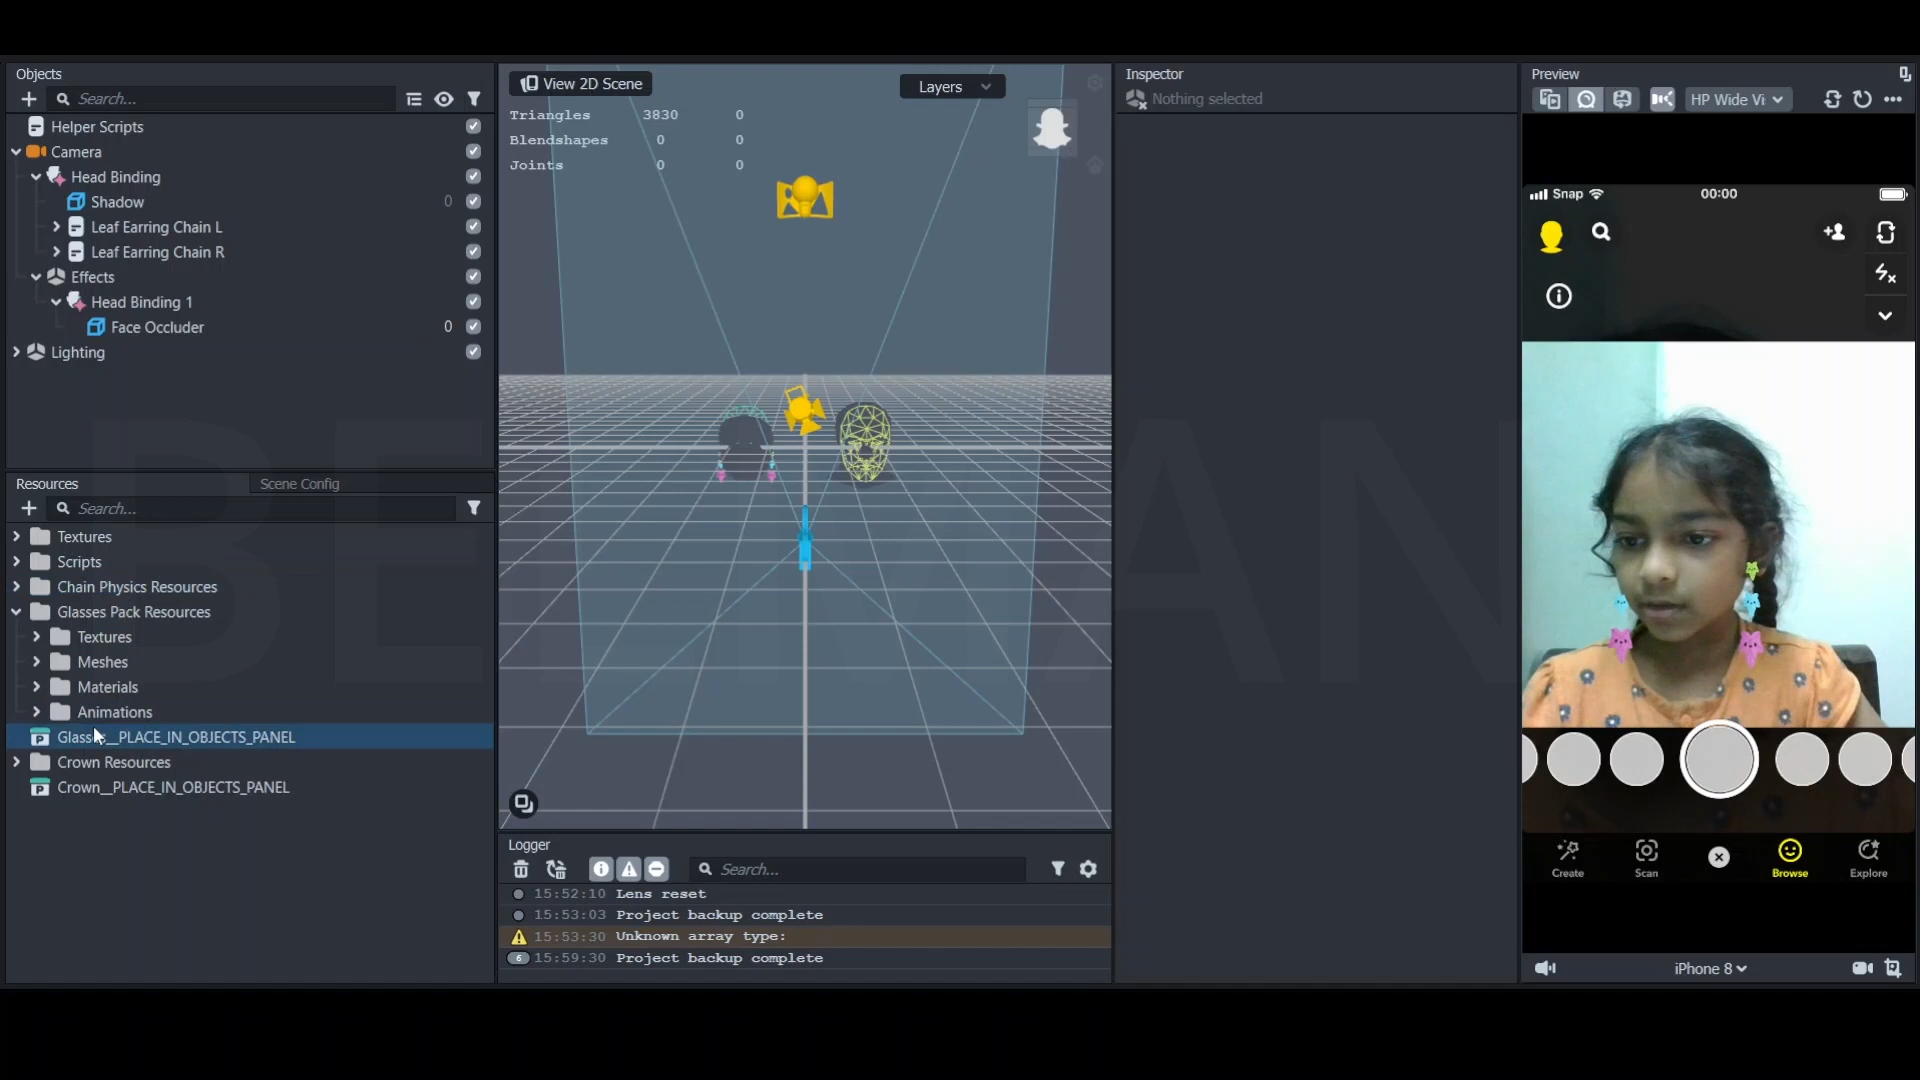 Objects
Search...
Helper Scripts
Camera
Head Binding
Shadow 0
Leaf Earring Chain L
Leaf Earring Chain R
Effects
Head Binding 1
Face Occluder 0
Lighting
Resources
Scene Config
Search...
Textures
Scripts
Chain Physics Resources
Glasses Pack Resources
Textures
Meshes
Materials
Animations
Glasses__PLACE_IN_OBJECTS_PANEL
Crown Resources
Crown__PLACE_IN_OBJECTS_PANEL
View 2D Scene
Layers
Triangles 3830 0
Blendshapes 0 0
Joints 0 0
Logger
Search...
15:52:10 Lens reset
15:53:03 Project backup complete
15:53:30 Unknown array type:
6 15:59:30 Project backup complete
Inspector
Nothing selected
Preview
HP Wide Vi
Snap 00:00
Create
Scan
Browse
Explore
iPhone 8